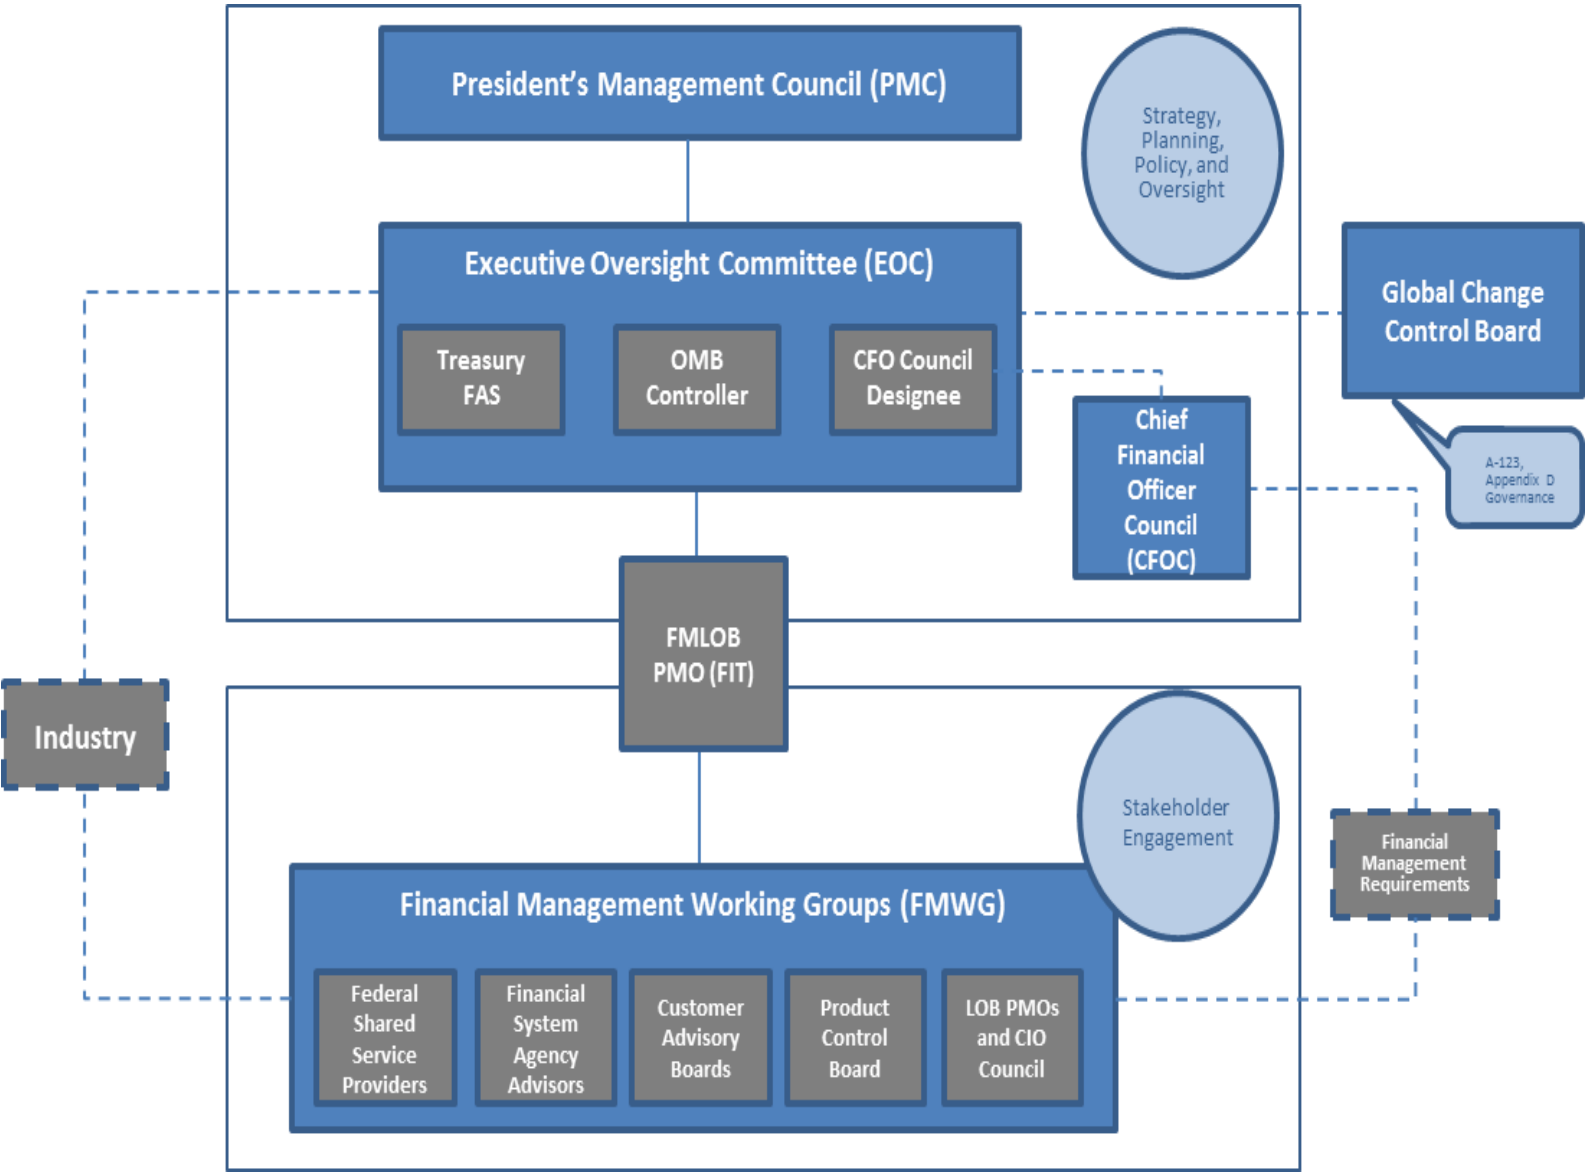 President’s Management Council (PMC)
Strategy,
Planning,
Policy, and
Oversight
Executive Oversight Committee (EOC)
Treasury
FAS
OMB
Controller
CFO Council
Designee
Global Change
Control Board
Chief
Financial
Officer
Council
(CFOC)
A-123,
Appendix D
Governance
FMLOB
PMO (FIT)
Industry
Stakeholder
Engagement
Financial
Management
Requirements
Financial Management Working Groups (FMWG)
Federal
Shared
Service
Providers
Financial
System
Agency
Advisors
Customer
Advisory
Boards
Product
Control
Board
LOB PMOs
and CIO
Council